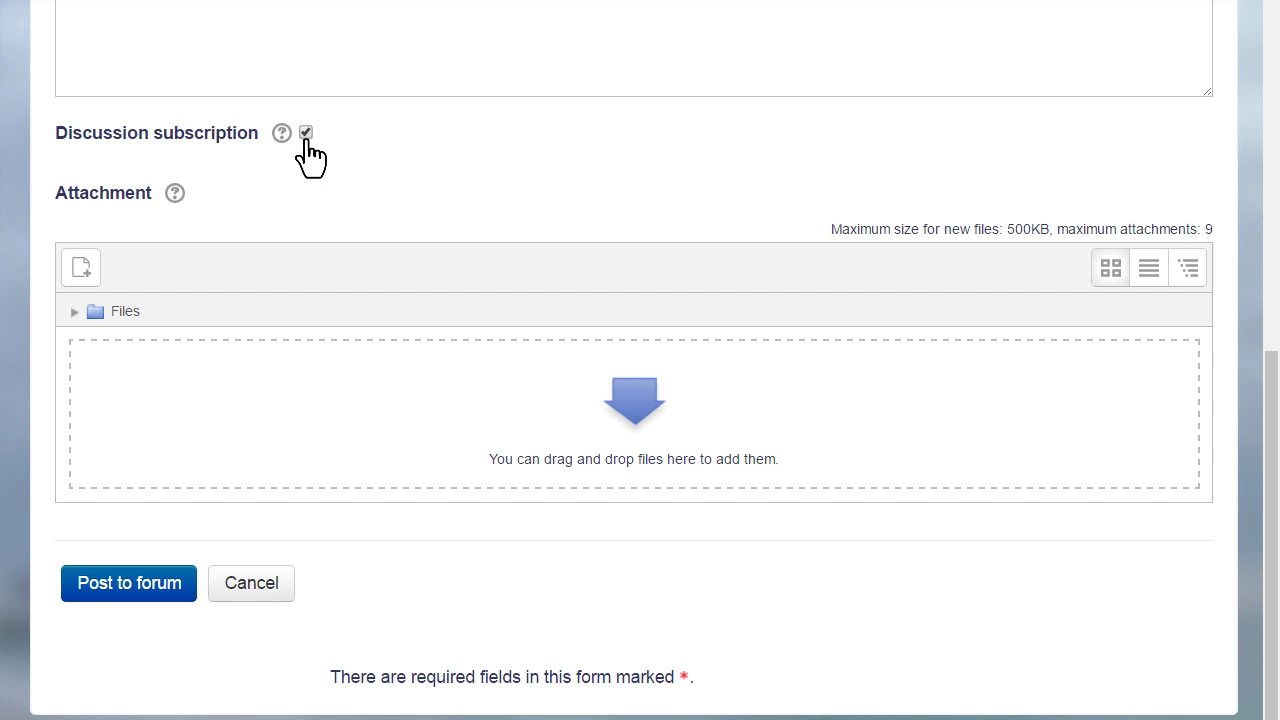 Discussion subscription
Attachment
Maximum size for new files: 500KB, maximum attachments: 9
Files
You can drag and drop files here to add them.
Post to forum Cancel
There are required fields in this form marked *.